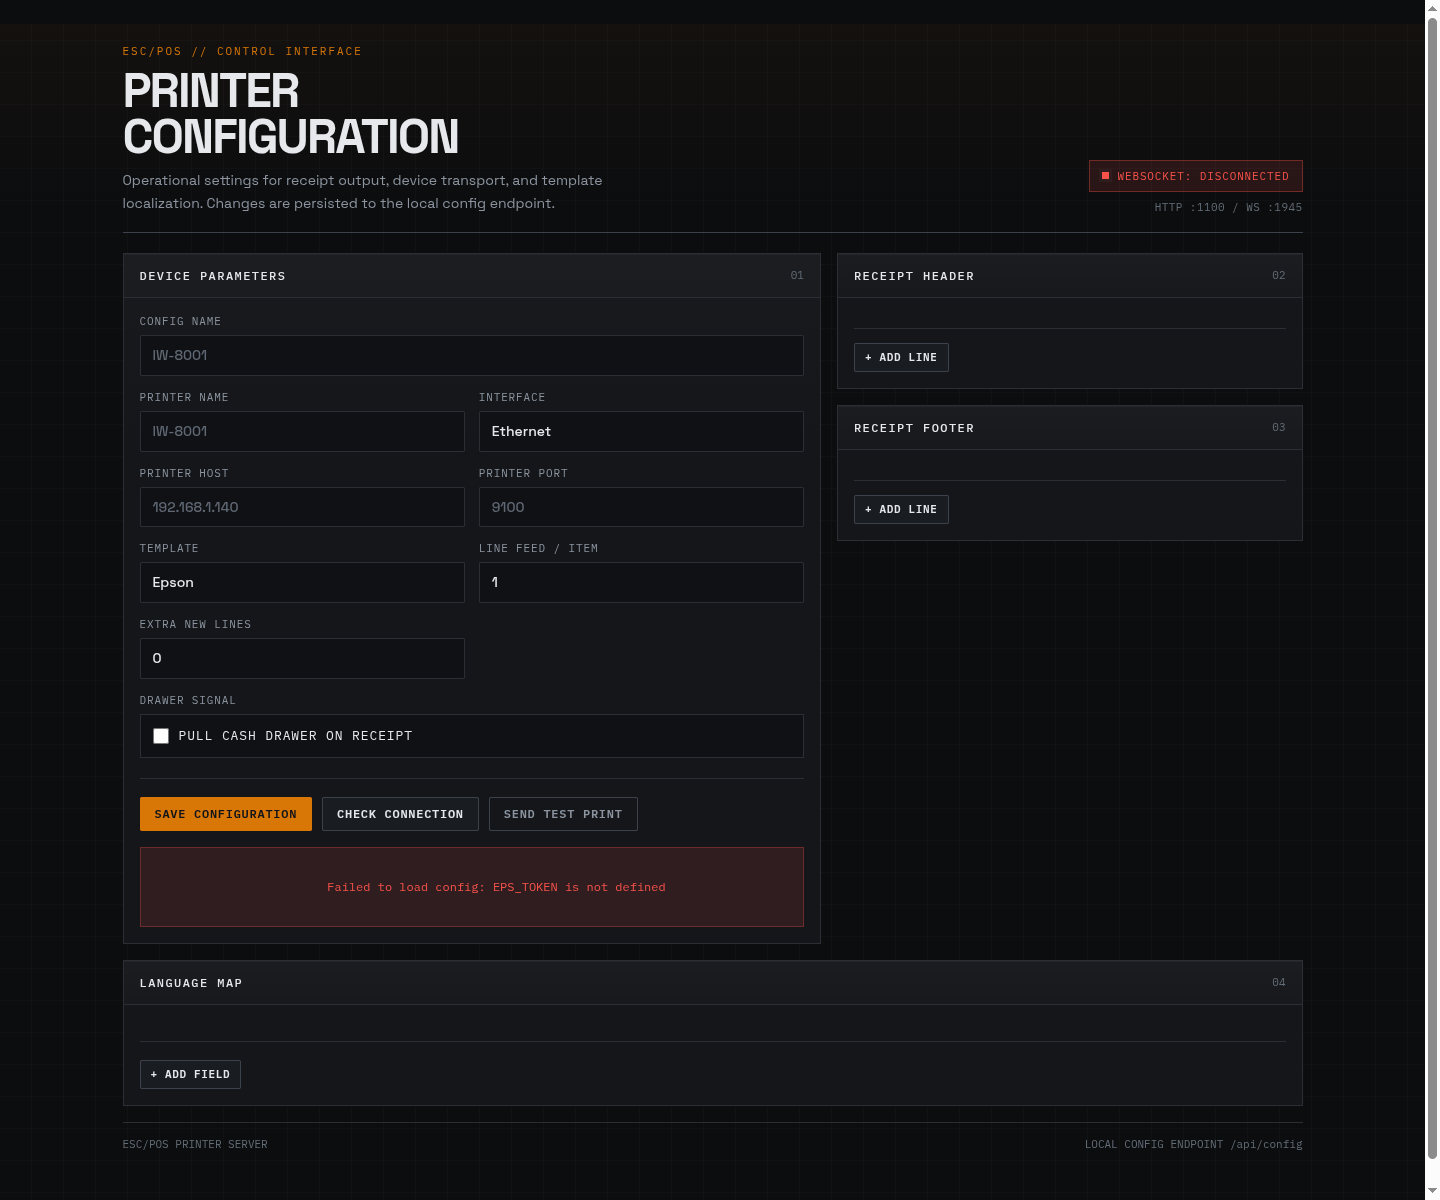 ESC/POS // CONTROL INTERFACE
PRINTER
CONFIGURATION
Operational settings for receipt output, device transport, and template
localization. Changes are persisted to the local config endpoint.
WEBSOCKET: DISCONNECTED
HTTP :1100 / WS :1945
DEVICE PARAMETERS
01
CONFIG NAME
IW-8001
PRINTER NAME
INTERFACE
IW-8001
Ethernet
PRINTER HOST
PRINTER PORT
192.168.1.140
9100
TEMPLATE
LINE FEED / ITEM
Epson
1
EXTRA NEW LINES
0
DRAWER SIGNAL
PULL CASH DRAWER ON RECEIPT
SAVE CONFIGURATION
CHECK CONNECTION
SEND TEST PRINT
Failed to load config: EPS_TOKEN is not defined
RECEIPT HEADER
02
+ ADD LINE
RECEIPT FOOTER
03
+ ADD LINE
LANGUAGE MAP
04
+ ADD FIELD
ESC/POS PRINTER SERVER
LOCAL CONFIG ENDPOINT /api/config